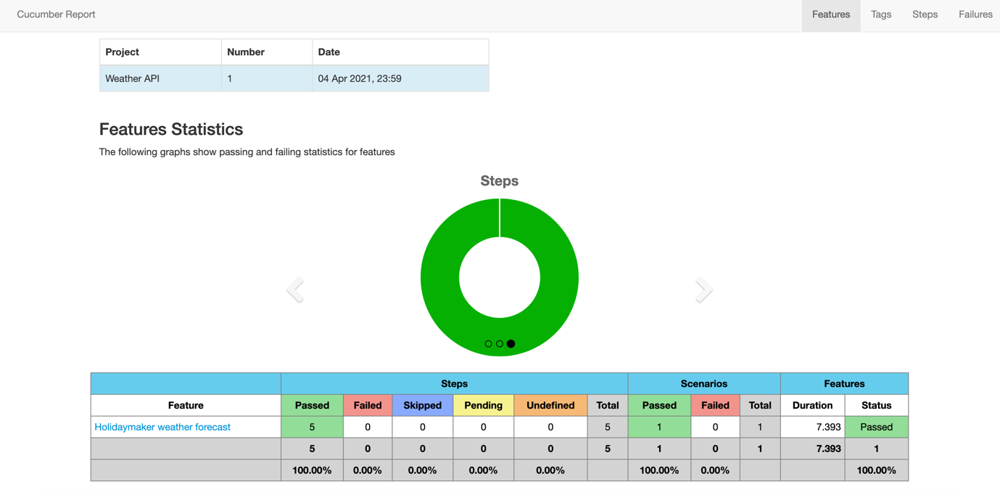 Cucumber Report Features Tags Steps Failures
Project Number Date
Weather API 1 04 Apr 2021, 23:59
Features Statistics
The following graphs show passing and failing statistics for features
Steps
Steps Scenarios Features
Feature Passed Failed Skipped Pending Undefined Total Passed Failed Total Duration Status
Holidaymaker weather forecast 5 0 0 0 0 5 1 0 1 7.393 Passed
5 0 0 0 0 5 1 0 1 7.393 1
100.00% 0.00% 0.00% 0.00% 0.00% 100.00% 0.00% 100.00%